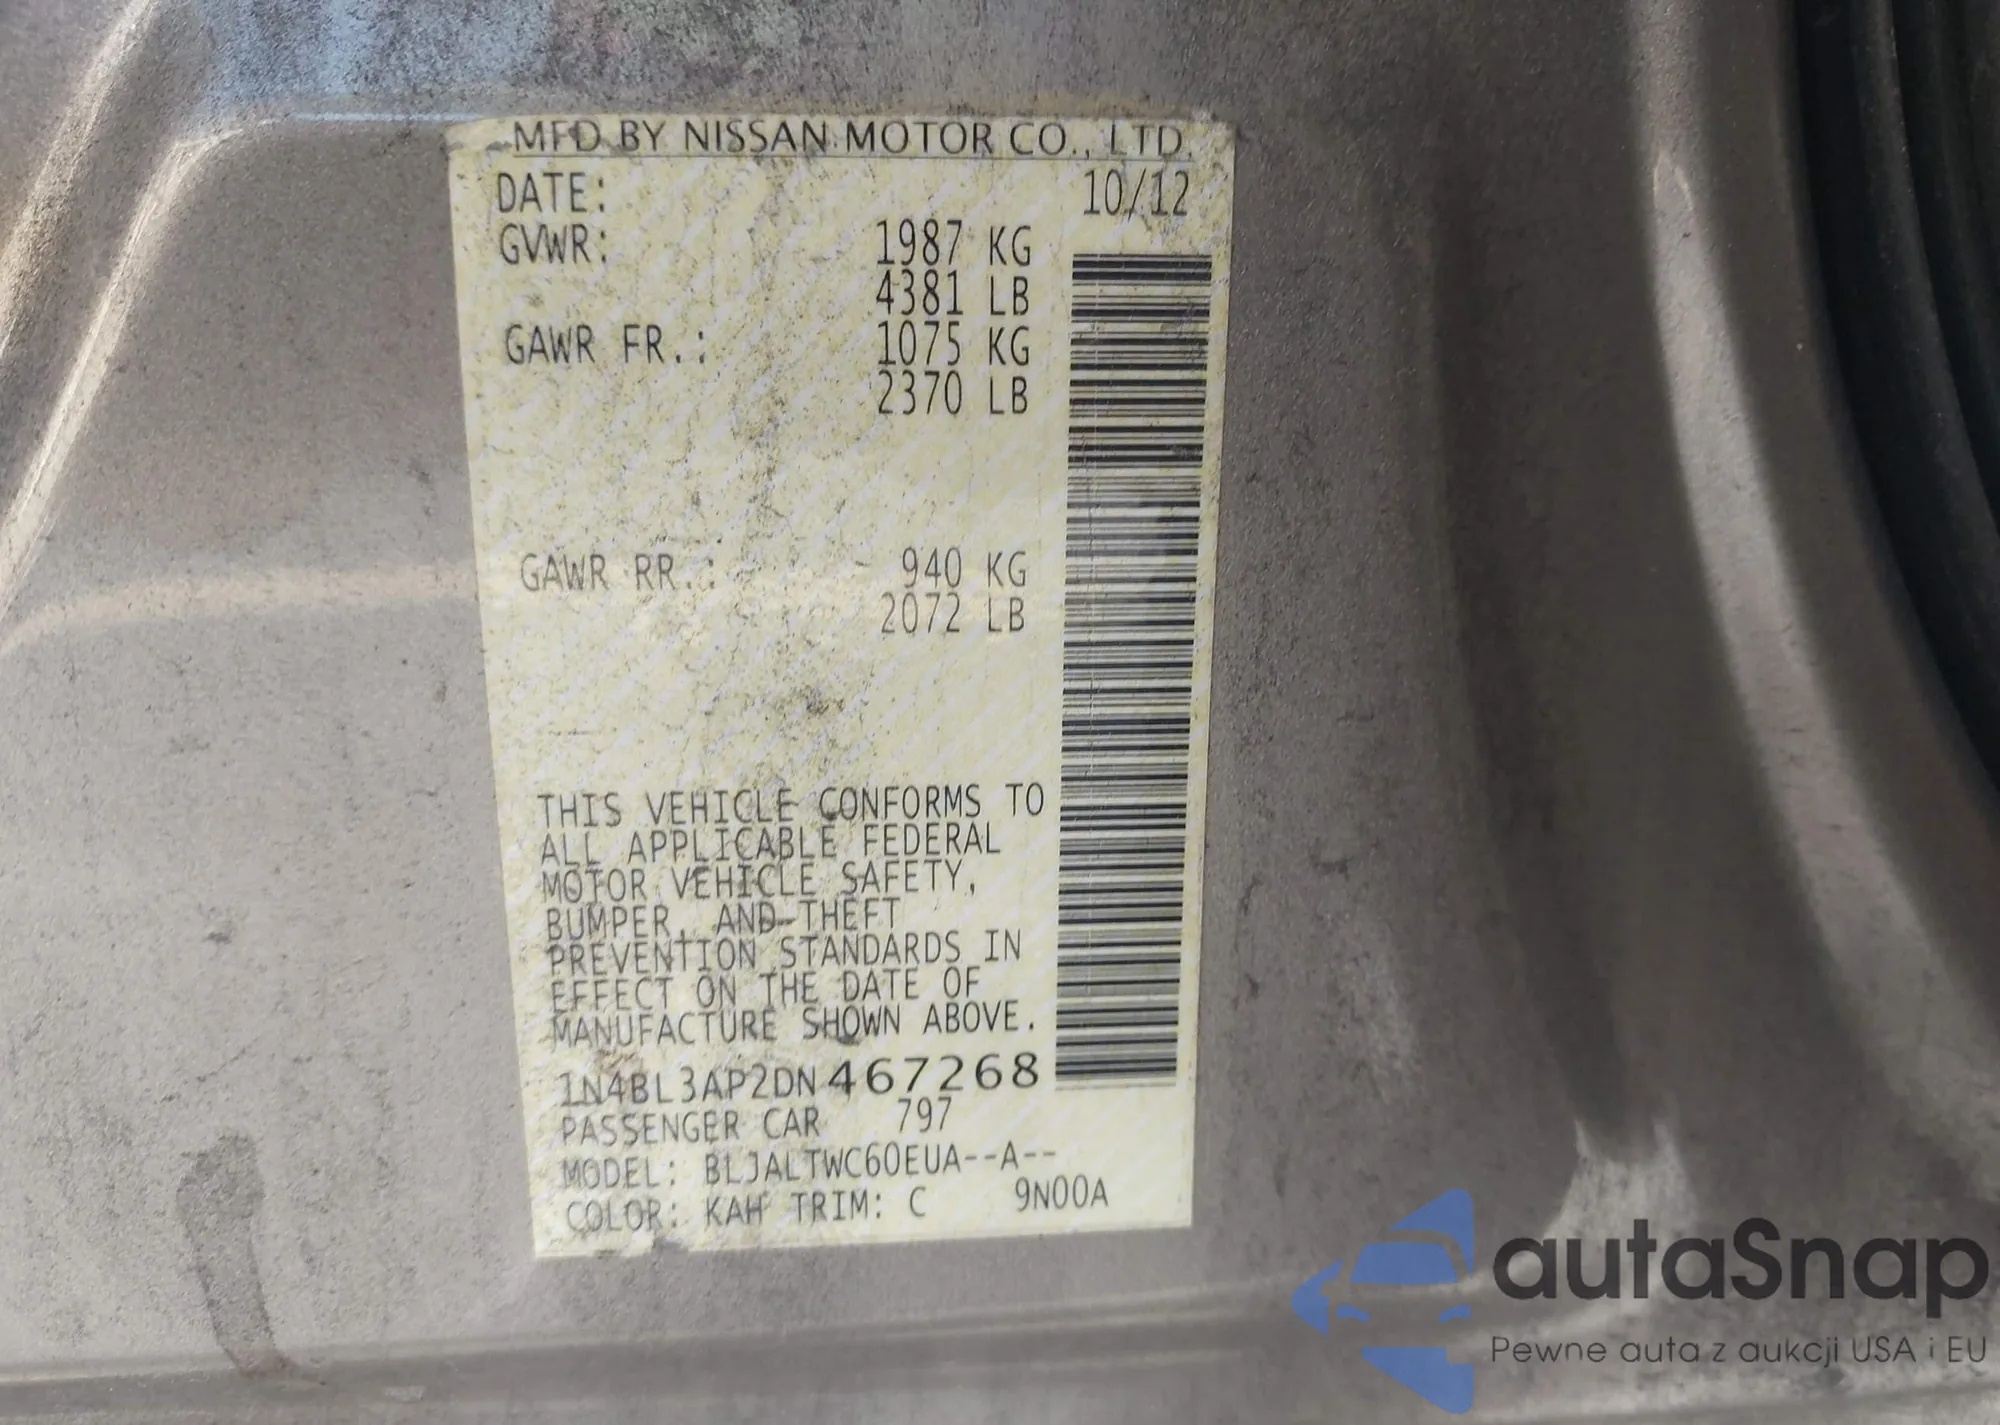 MFD BY NISSAN MOTOR CO., LTD.
DATE: 10/12
GVWR: 1987 KG
4381 LB
GAWR FR.: 1075 KG
2370 LB
GAWR RR.: 940 KG
2072 LB
THIS VEHICLE CONFORMS TO
ALL APPLICABLE FEDERAL
MOTOR VEHICLE SAFETY,
BUMPER, AND THEFT
PREVENTION STANDARDS IN
EFFECT ON THE DATE OF
MANUFACTURE SHOWN ABOVE.
1N4BL3AP2DN467268
PASSENGER CAR 797
MODEL: BLJALTWC60EUA--A--
COLOR: KAH TRIM: C 9N00A
autaSnap
Pewne auta z aukcji USA i EU